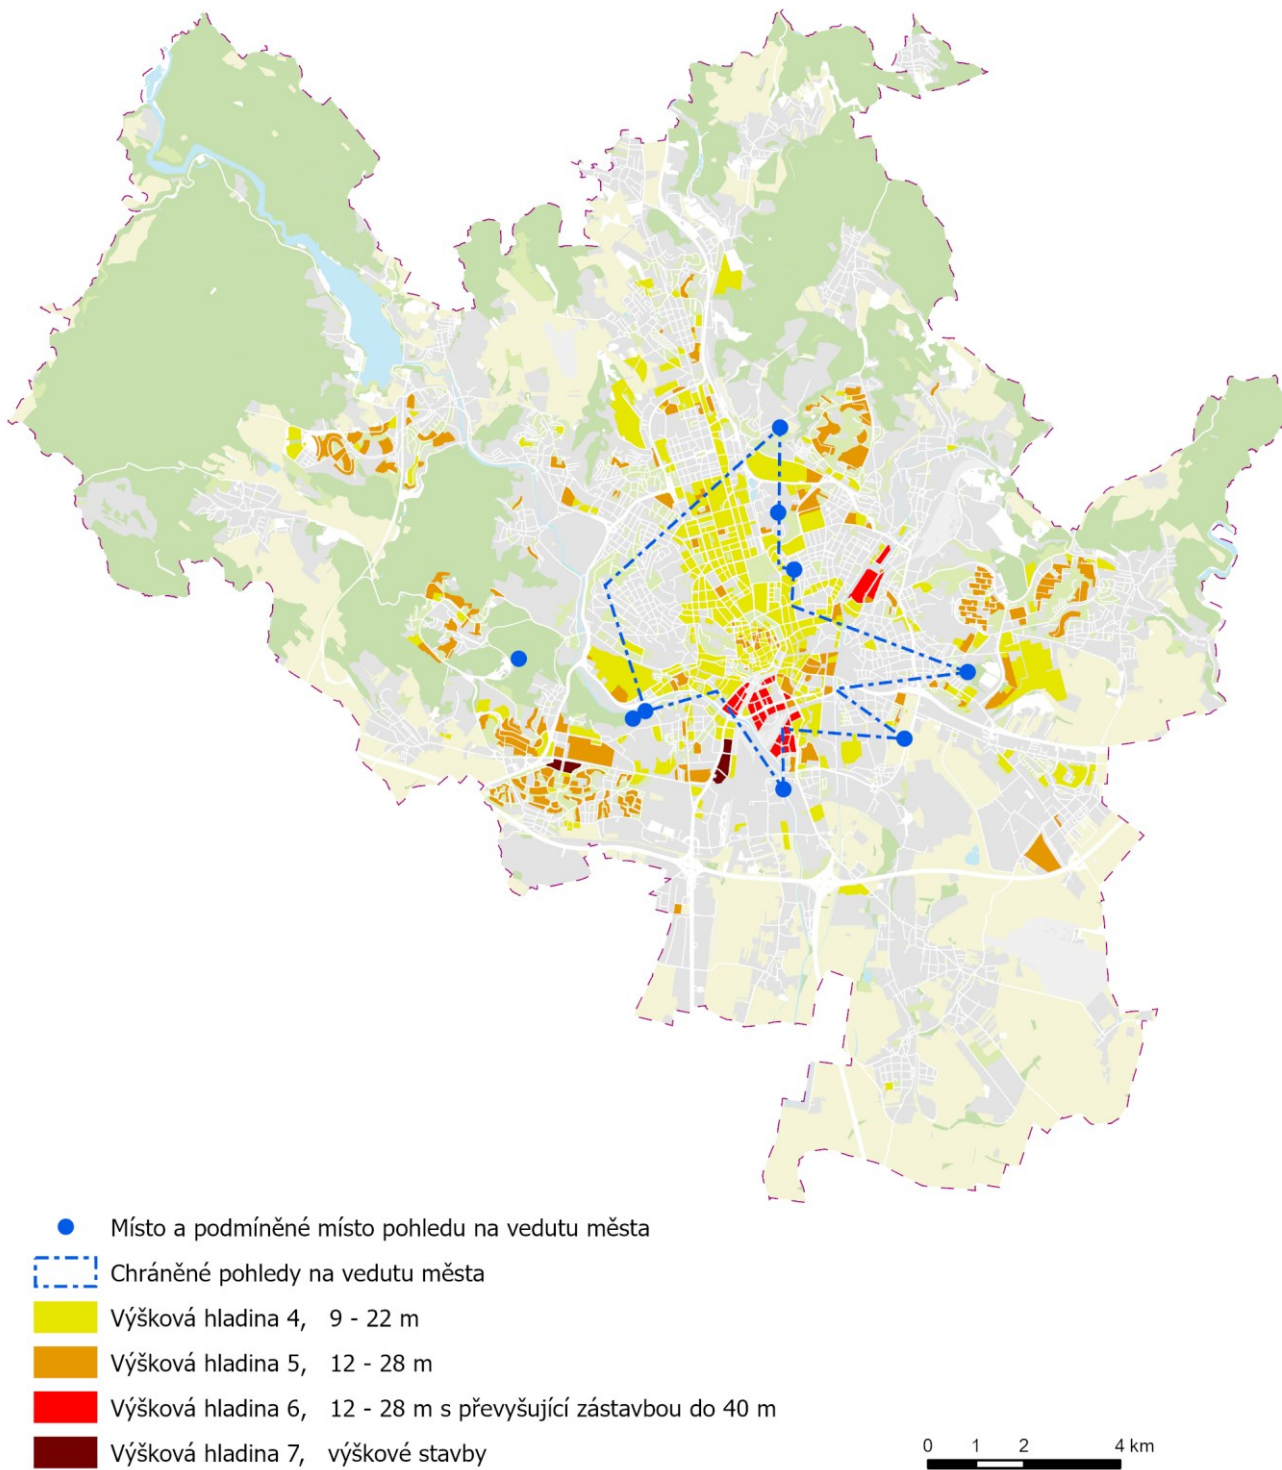 Místo a podmíněné místo pohledu na vedutu města
Chráněné pohledy na vedutu města
Výšková hladina 4, 9 - 22 m
Výšková hladina 5, 12 - 28 m
Výšková hladina 6, 12 - 28 m s převyšující zástavbou do 40 m
Výšková hladina 7, výškové stavby
0 1 2 4 km